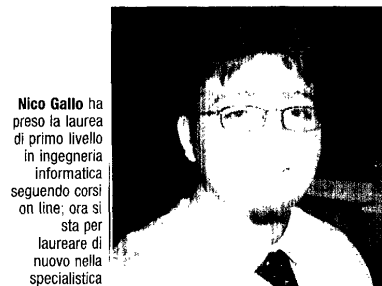 Nico Gallo ha
preso la laurea
di primo livello
in ingegneria
informatica
seguendo corsi
on line; ora si
sta per
laureare di
nuovo nella
specialistica